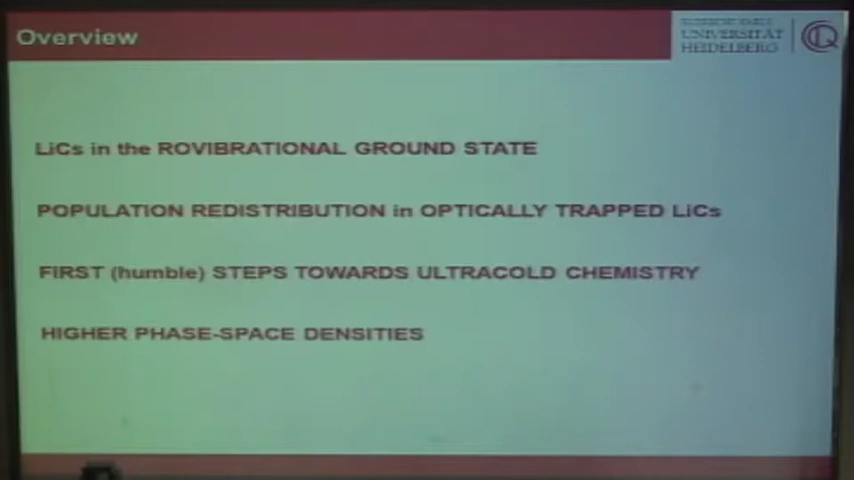 Overview
UNIVERSITÄT
HEIDELBERG
LiCs in the ROVIBRATIONAL GROUND STATE
POPULATION REDISTRIBUTION in OPTICALLY TRAPPED LiCs
FIRST (humble) STEPS TOWARDS ULTRACOLD CHEMISTRY
HIGHER PHASE-SPACE DENSITIES